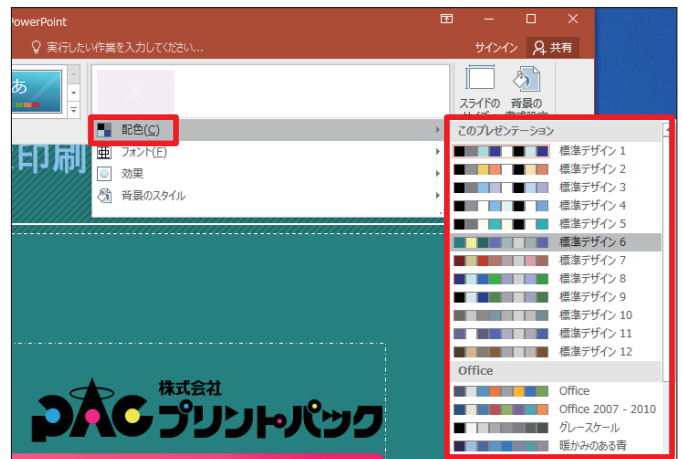 PowerPoint
実行したい作業を入力してください...
サインイン 共有
あ
スライドの 背景の
サイズ 書式設定
配色(C)
フォント(F)
効果
背景のスタイル
印刷
このプレゼンテーション
標準デザイン 1
標準デザイン 2
標準デザイン 3
標準デザイン 4
標準デザイン 5
標準デザイン 6
標準デザイン 7
標準デザイン 8
標準デザイン 9
標準デザイン 10
標準デザイン 11
標準デザイン 12
Office
Office
Office 2007 - 2010
グレースケール
暖かみのある青
株式会社
PAC プリントパック